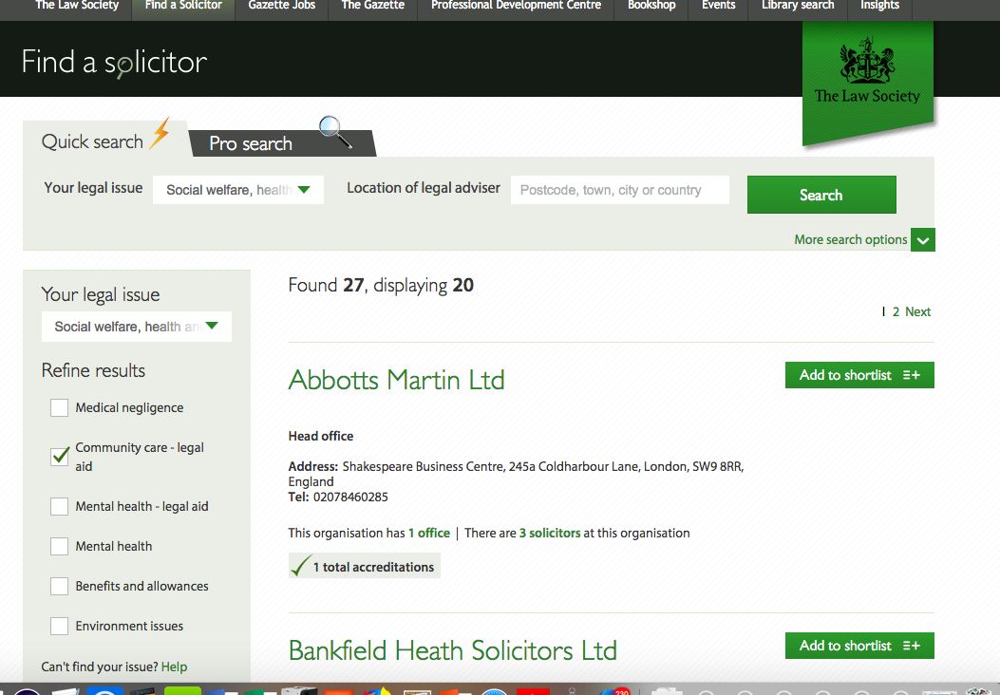 The Law Society Find a Solicitor Gazette Jobs The Gazette Professional Development Centre Bookshop Events Library search Insights
Find a solicitor
The Law Society
Quick search Pro search
Your legal issue Social welfare, health Location of legal adviser Postcode, town, city or country Search
More search options
Your legal issue
Social welfare, health an
Refine results
Medical negligence
Community care - legal
aid
Mental health - legal aid
Mental health
Benefits and allowances
Environment issues
Can't find your issue? Help
Found 27, displaying 20
1 2 Next
Abbotts Martin Ltd Add to shortlist
Head office
Address: Shakespeare Business Centre, 245a Coldharbour Lane, London, SW9 8RR,
England
Tel: 02078460285
This organisation has 1 office | There are 3 solicitors at this organisation
1 total accreditations
Bankfield Heath Solicitors Ltd Add to shortlist
230